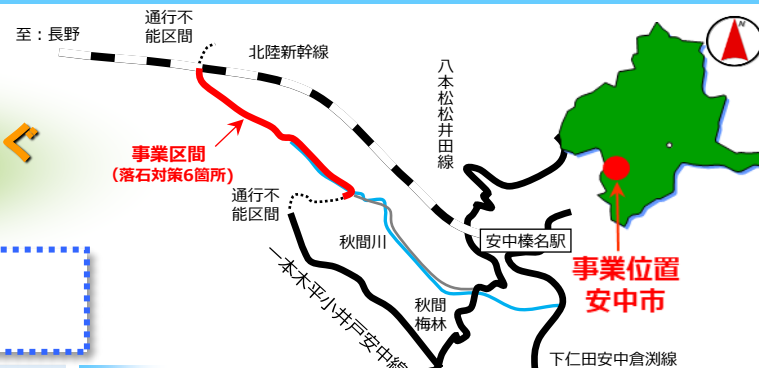 通行不
能区間
至：長野
北陸新幹線
八本松松井田線
N
ぐ
事業区間
(落石対策6箇所)
通行不
能区間
秋間川
安中榛名駅
事業位置
安中市
秋間
梅林
一本木平小井戸安中線
下仁田安中倉渕線